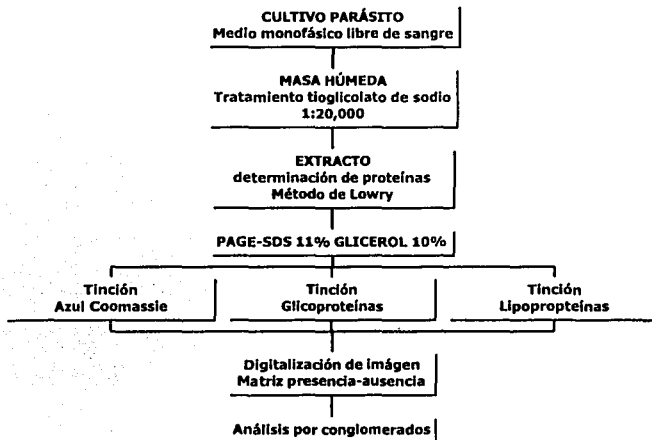 CULTIVO PARÁSITO
Medio monofásico libre de sangre
MASA HÚMEDA
Tratamiento tioglicolato de sodio
1:20,000
EXTRACTO
determinación de proteínas
Método de Lowry
PAGE-SDS 11% GLICEROL 10%
Tinción
Azul Coomassie
Tinción
Glicoproteínas
Tinción
Lipopropteínas
Digitalización de imágen
Matriz presencia-ausencia
Análisis por conglomerados